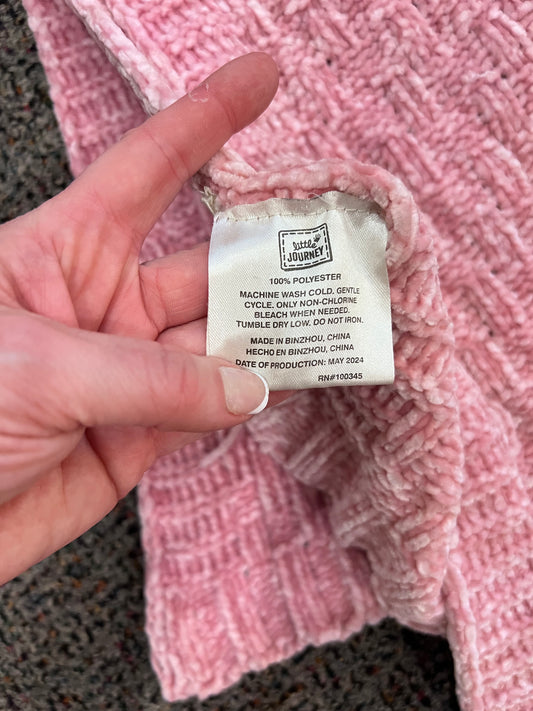 little
JOURNEY
100% POLYESTER
MACHINE WASH COLD. GENTLE
CYCLE. ONLY NON-CHLORINE
BLEACH WHEN NEEDED.
TUMBLE DRY LOW. DO NOT IRON.
MADE IN BINZHOU, CHINA
HECHO EN BINZHOU, CHINA
DATE OF PRODUCTION: MAY 2024
RN#100345